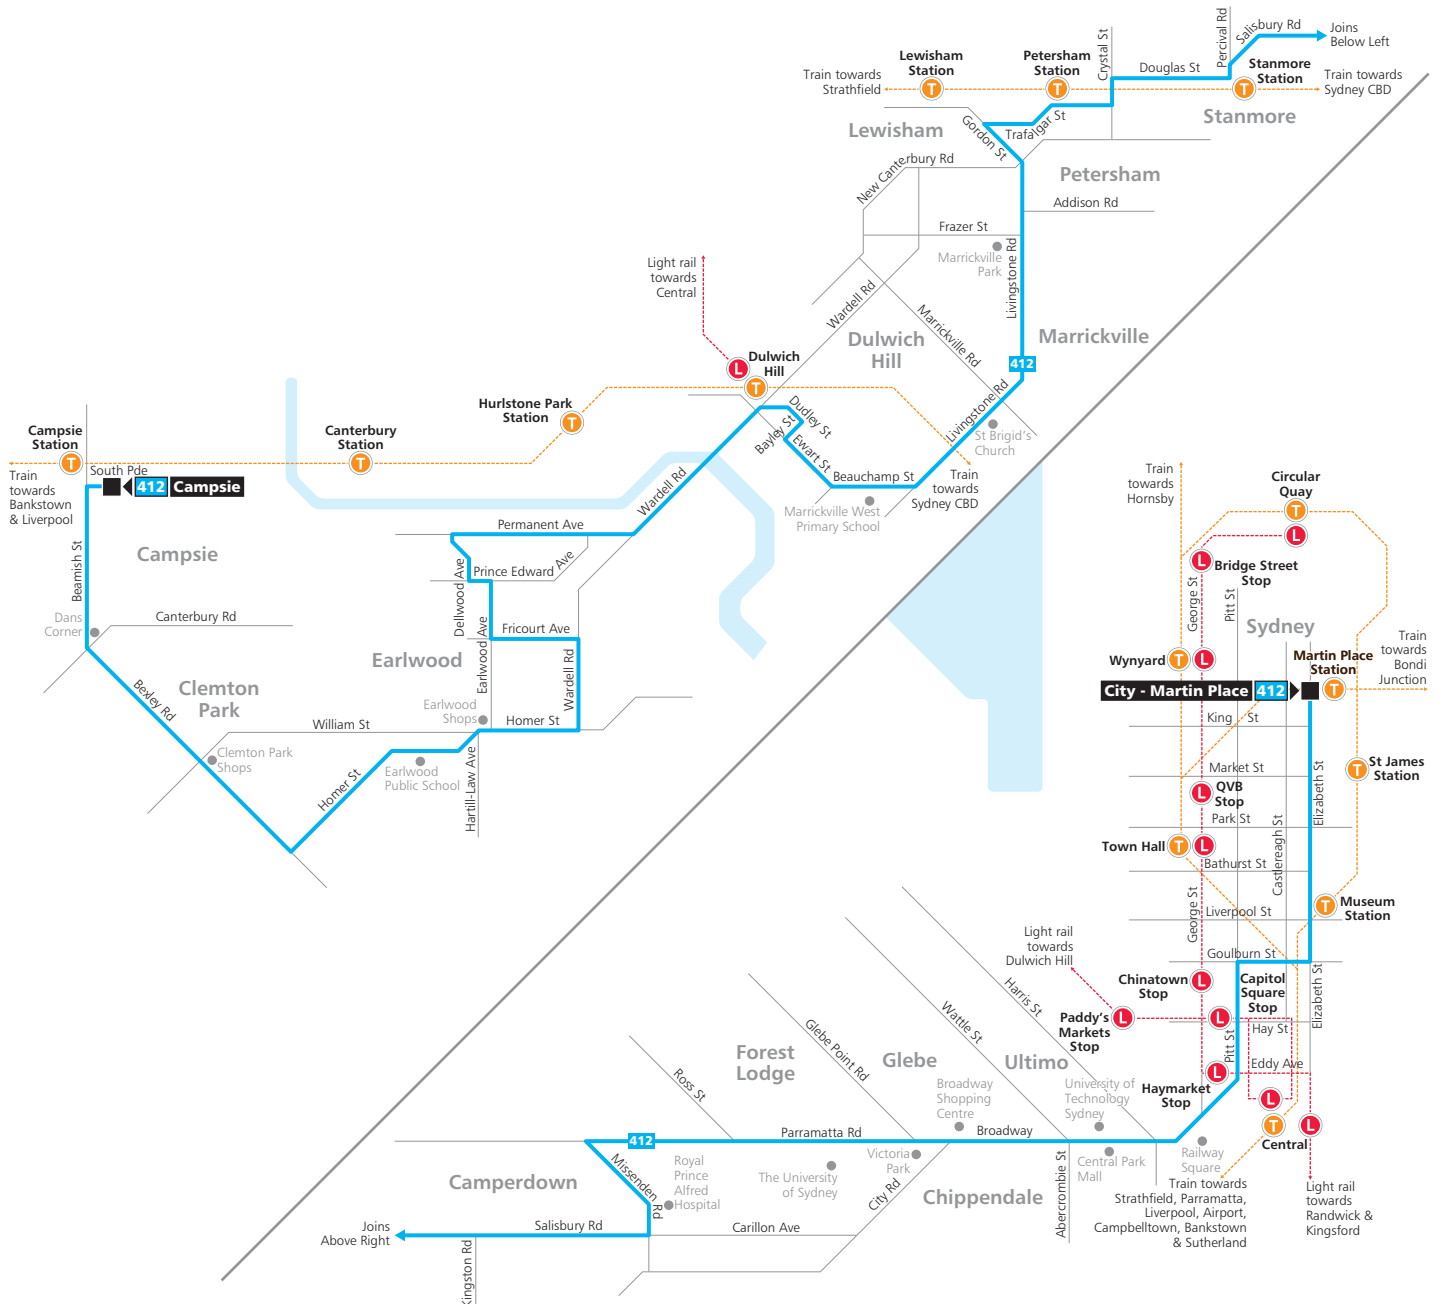 Salisbury Rd
Joins
Below Left
Percival Rd
Crystal St
Douglas St
Lewisham
Station
Petersham
Station
Stanmore
Station
Train towards
Strathfield
T
T
T
Train towards
Sydney CBD
Lewisham
Gordon St
Trafalgar St
Stanmore
New Canterbury Rd
Petersham
Addison Rd
Frazer St
Marrickville
Park
Livingstone Rd
Light rail
towards
Central
Wardell Rd
Marrickville Rd
Dulwich
Hill
Marrickville
412
L
Dulwich
Hill
T
Livingstone Rd
Dudley St
Bayley St
Ewart St
St Brigid's
Church
Hurlstone Park
Station
T
Campsie
Station
T
Canterbury
Station
T
South Pde
412
Campsie
Train
towards
Bankstown
& Liverpool
Beauchamp St
Train
towards
Sydney CBD
Marrickville West
Primary School
Wardell Rd
Permanent Ave
Campsie
Beamish St
Prince Edward Ave
Dellwood Ave
Dans
Corner
Canterbury Rd
Fricourt Ave
Earlwood
Earlwood Ave
Wardell Rd
Clemton
Park
Bexley Rd
Earlwood
Shops
William St
Homer St
Clemton Park
Shops
Homer St
Earlwood
Public School
Hartill-Law Ave
Train
towards
Hornsby
Circular
Quay
T
L
L
Bridge Street
Stop
George St
Pitt St
Sydney
Train
towards
Bondi
Junction
Wynyard
T
L
Martin Place
Station
T
City - Martin Place
412
King St
Market St
Elizabeth St
T
St James
Station
L
QVB
Stop
Park St
Castlereagh St
Town Hall
T
L
Bathurst St
George St
Liverpool St
T
Museum
Station
Goulburn St
Light rail
towards
Dulwich Hill
Harris St
Chinatown
Stop
L
Capitol
Square
Stop
Elizabeth St
Paddy's
Markets
Stop
L
L
Hay St
Wattle St
Pitt St
Eddy Ave
Forest
Lodge
Glebe Point Rd
Glebe
Ultimo
Ross St
Haymarket
Stop
L
Broadway
Shopping
Centre
University of
Technology
Sydney
L
T
Central
L
412
Parramatta Rd
Broadway
Missenden Rd
Royal
Prince
Alfred
Hospital
Victoria
Park
The University
of Sydney
City Rd
Abercrombie St
Central Park
Mall
Railway
Square
Camperdown
Chippendale
Train towards
Strathfield, Parramatta,
Liverpool, Airport,
Campbelltown, Bankstown
& Sutherland
Light rail
towards
Randwick &
Kingsford
Joins
Above Right
Salisbury Rd
Carillon Ave
Kingston Rd